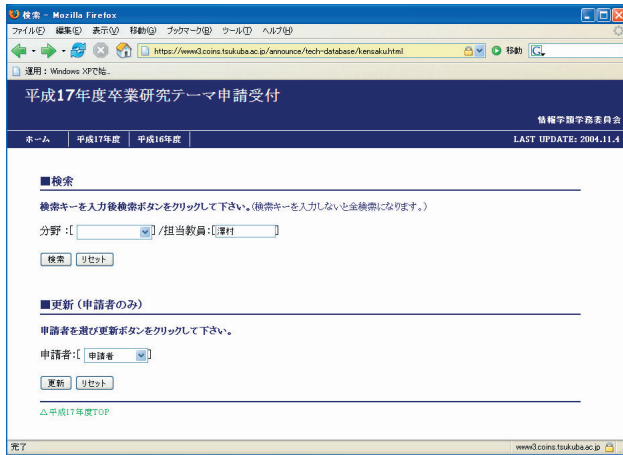 検索 - Mozilla Firefox
ファイル(F) 編集(E) 表示(V) 移動(G) ブックマーク(B) ツール(T) ヘルプ(H)
https://www3.coins.tsukuba.ac.jp/announce/tech-database/kensaku.html 移動
運用:Windows XPで始..
平成17年度卒業研究テーマ申請受付
情報学類学務委員会
ホーム 平成17年度 平成16年度 LAST UPDATE: 2004.11.4
■検索
検索キーを入力後検索ボタンをクリックして下さい。(検索キーを入力しないと全検索になります。)
分野:[ ]/担当教員:[澤村 ]
検索 リセット
■更新(申請者のみ)
申請者を選び更新ボタンをクリックして下さい。
申請者:[ 申請者 ]
更新 リセット
△平成17年度TOP
完了 www3.coins.tsukuba.ac.jp